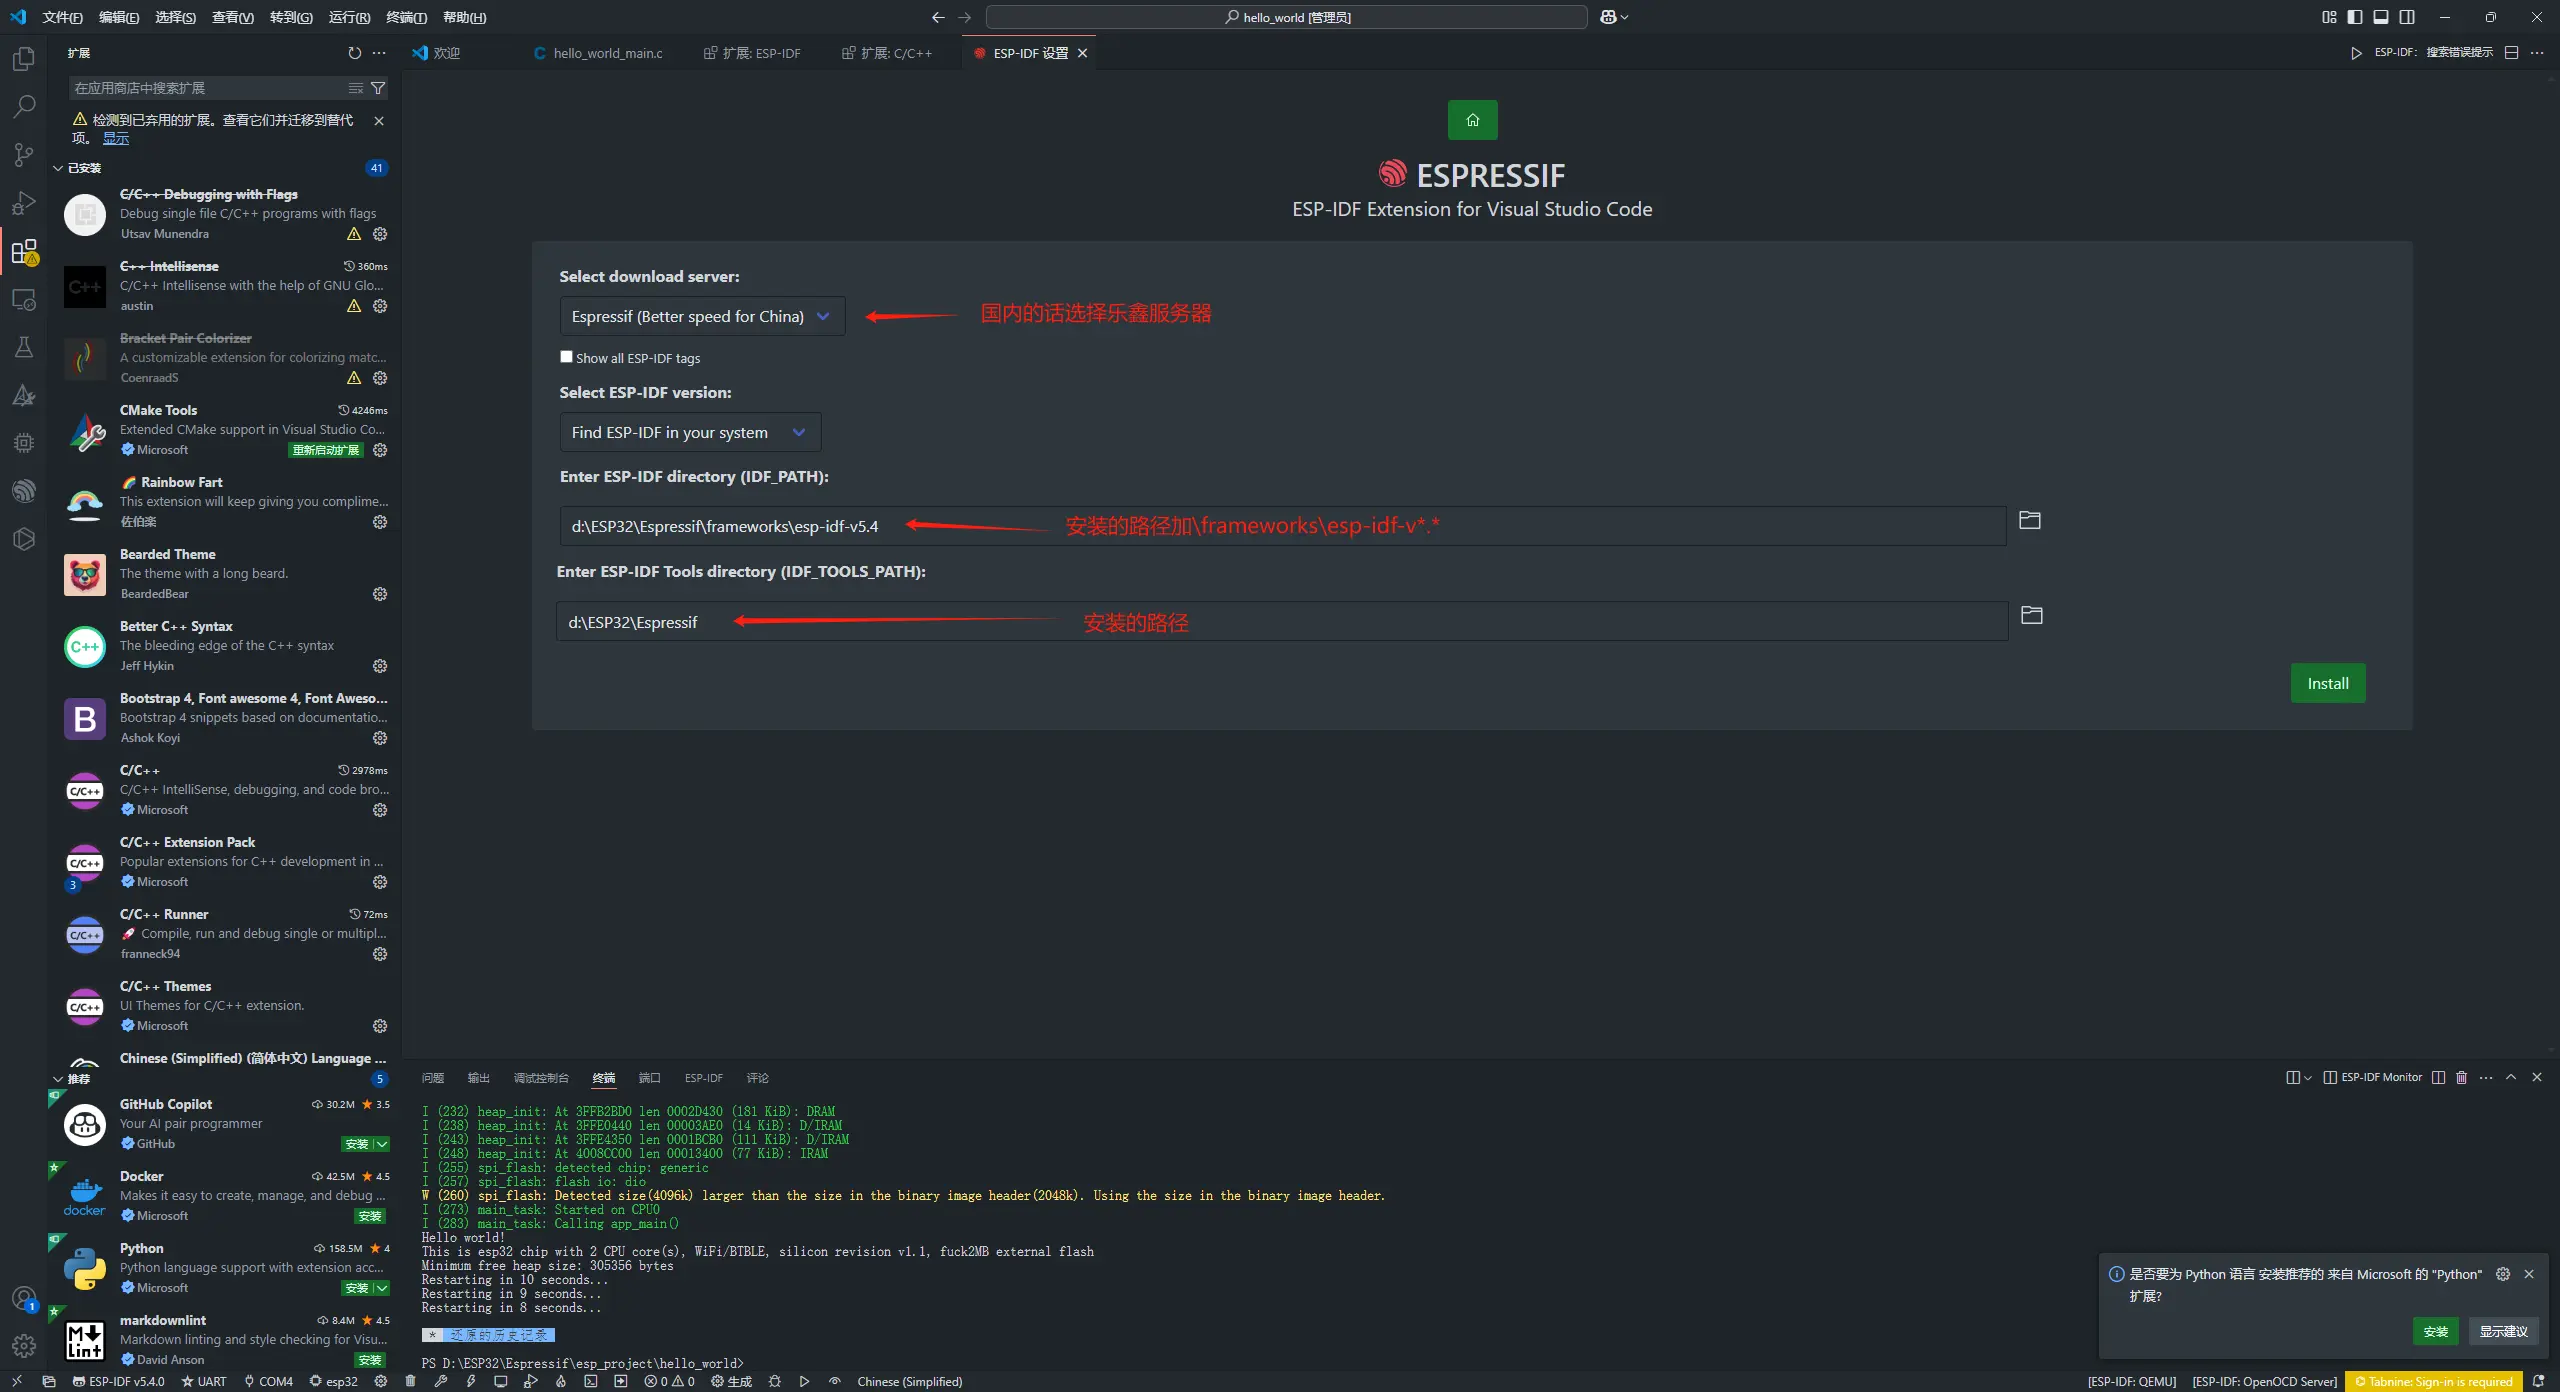 文件(F) 编辑(E) 选择(S) 查看(V) 转到(G) 运行(R) 终端(T) 帮助(H)
hello_world [管理员]
扩展
欢迎
hello_world_main.c
扩展: ESP-IDF
扩展: C/C++
ESP-IDF 设置
ESP-IDF: 搜索错误提示
在应用商店中搜索扩展
检测到已弃用的扩展。查看它们并迁移到替代
项。 显示
已安装 41
C/C++ Debugging with Flags
Debug single file C/C++ programs with flags
Utsav Munendra
C++ Intellisense 360ms
C/C++ Intellisense with the help of GNU Glo...
austin
Bracket Pair Colorizer
A customizable extension for colorizing matc...
CoenraadS
CMake Tools 4246ms
Extended CMake support in Visual Studio Co...
Microsoft 重新启动扩展
Rainbow Fart
This extension will keep giving you complime...
佐伯楽
Bearded Theme
The theme with a long beard.
BeardedBear
C++
Better C++ Syntax
The bleeding edge of the C++ syntax
Jeff Hykin
B
Bootstrap 4, Font awesome 4, Font Aweso...
Bootstrap 4 snippets based on documentatio...
Ashok Koyi
C/C++
C/C++ 2978ms
C/C++ IntelliSense, debugging, and code bro...
Microsoft
C/C++
3
C/C++ Extension Pack
Popular extensions for C++ development in ...
Microsoft
C/C++
C/C++ Runner 72ms
Compile, run and debug single or multipl...
franneck94
C/C++
C/C++ Themes
UI Themes for C/C++ extension.
Microsoft
Chinese (Simplified) (简体中文) Language ...
推荐 5
GitHub Copilot 30.2M 3.5
Your AI pair programmer
GitHub 安装
docker
Docker 42.5M 4.5
Makes it easy to create, manage, and debug ...
Microsoft 安装
Python 158.5M 4
Python language support with extension acc...
Microsoft 安装
markdownlint 8.4M 4.5
Markdown linting and style checking for Visu...
David Anson 安装
ESPRESSIF
ESP-IDF Extension for Visual Studio Code
Select download server:
Espressif (Better speed for China)
国内的话选择乐鑫服务器
Show all ESP-IDF tags
Select ESP-IDF version:
Find ESP-IDF in your system
Enter ESP-IDF directory (IDF_PATH):
d:\ESP32\Espressif\frameworks\esp-idf-v5.4
安装的路径加\frameworks\esp-idf-v*.*
Enter ESP-IDF Tools directory (IDF_TOOLS_PATH):
d:\ESP32\Espressif
安装的路径
Install
问题 输出 调试控制台 终端 端口 ESP-IDF 评论
ESP-IDF Monitor
I (232) heap_init: At 3FFB2BD0 len 0002D430 (181 KiB): DRAM
I (238) heap_init: At 3FFE0440 len 00003AE0 (14 KiB): D/IRAM
I (243) heap_init: At 3FFE4350 len 0001BCB0 (111 KiB): D/IRAM
I (248) heap_init: At 4008CC00 len 00013400 (77 KiB): IRAM
I (255) spi_flash: detected chip: generic
I (257) spi_flash: flash io: dio
W (260) spi_flash: Detected size(4096k) larger than the size in the binary image header(2048k). Using the size in the binary image header.
I (273) main_task: Started on CPU0
I (283) main_task: Calling app_main()
Hello world!
This is esp32 chip with 2 CPU core(s), WiFi/BTBLE, silicon revision v1.1, fuck2MB external flash
Minimum free heap size: 305356 bytes
Restarting in 10 seconds...
Restarting in 9 seconds...
Restarting in 8 seconds...
* 还原的历史记录
PS D:\ESP32\Espressif\esp_project\hello_world>
是否要为 Python 语言 安装推荐的 来自 Microsoft 的 "Python"
扩展?
安装 显示建议
1
ESP-IDF v5.4.0 UART COM4 esp32 0 0 生成 Chinese (Simplified)
[ESP-IDF: QEMU] [ESP-IDF: OpenOCD Server] Tabnine: Sign-in is required